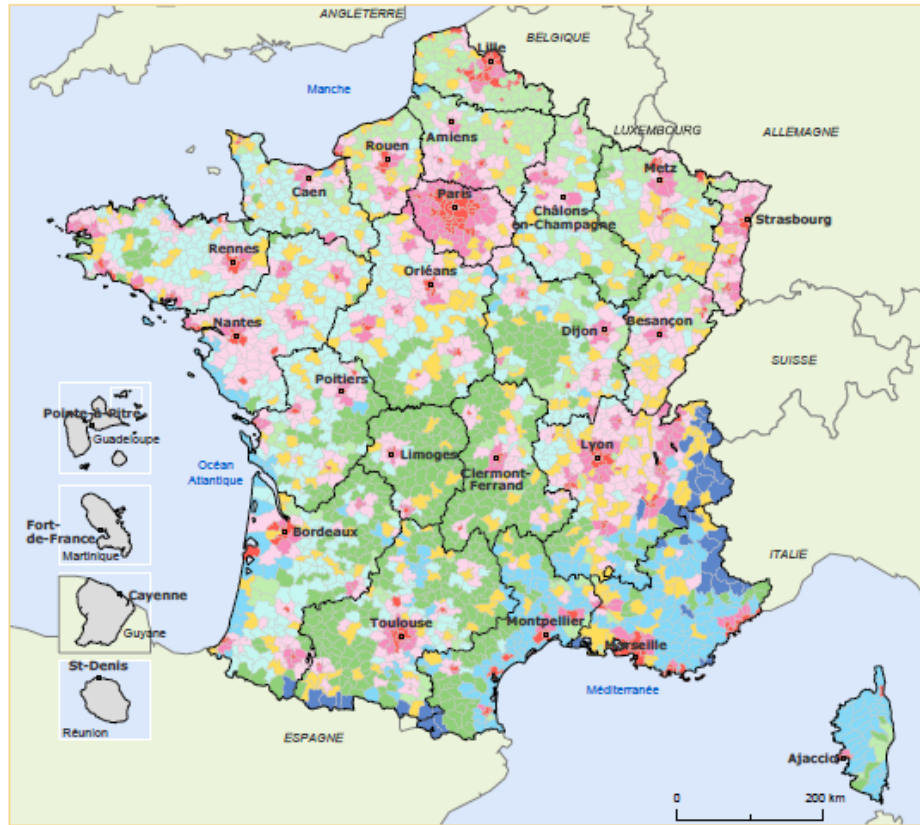 ANGLETERRE
BELGIQUE
Lille
Manche
Amiens
LUXEMBOURG
ALLEMAGNE
Rouen
Metz
Caen
Paris
Châlons-
en-Champagne
Strasbourg
Rennes
Orléans
Nantes
Dijon
Besançon
SUISSE
Poitiers
Pointe-à-Pitre
Guadeloupe
Océan
Atlantique
Limoges
Clermont-
Ferrand
Lyon
Fort-
de-France
Martinique
Bordeaux
ITALIE
Cayenne
Guyane
Toulouse
Montpellier
Marseille
St-Denis
Réunion
Méditerranée
ESPAGNE
Ajaccio
0 200 km